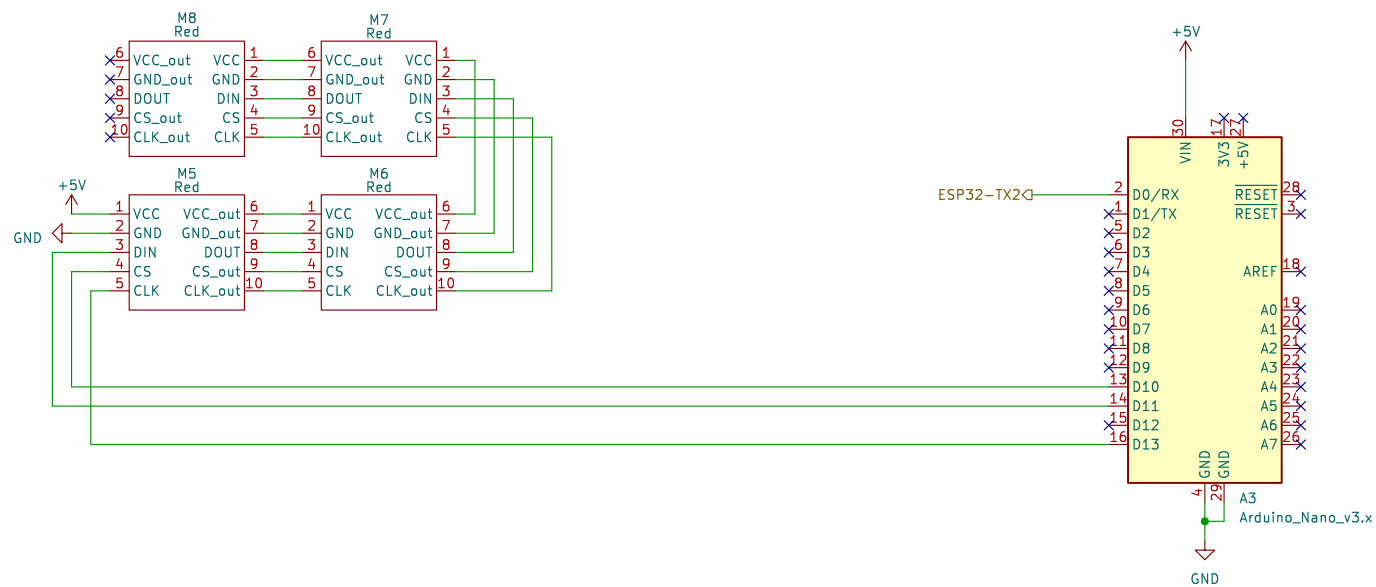 M8
Red
6 VCC_out VCC 1
7 GND_out GND 2
8 DOUT DIN 3
9 CS_out CS 4
10 CLK_out CLK 5
M7
Red
6 VCC_out VCC 1
7 GND_out GND 2
8 DOUT DIN 3
9 CS_out CS 4
10 CLK_out CLK 5
+5V
GND
M5
Red
1 VCC VCC_out 6
2 GND GND_out 7
3 DIN DOUT 8
4 CS CS_out 9
5 CLK CLK_out 10
M6
Red
1 VCC VCC_out 6
2 GND GND_out 7
3 DIN DOUT 8
4 CS CS_out 9
5 CLK CLK_out 10
+5V
30 17 27
VIN 3V3 +5V
ESP32-TX2
2 D0/RX RESET 28
1 D1/TX RESET 3
5 D2
6 D3
7 D4 AREF 18
8 D5
9 D6 A0 19
10 D7 A1 20
11 D8 A2 21
12 D9 A3 22
13 D10 A4 23
14 D11 A5 24
15 D12 A6 25
16 D13 A7 26
GND GND
4 29
A3
Arduino_Nano_v3.x
GND